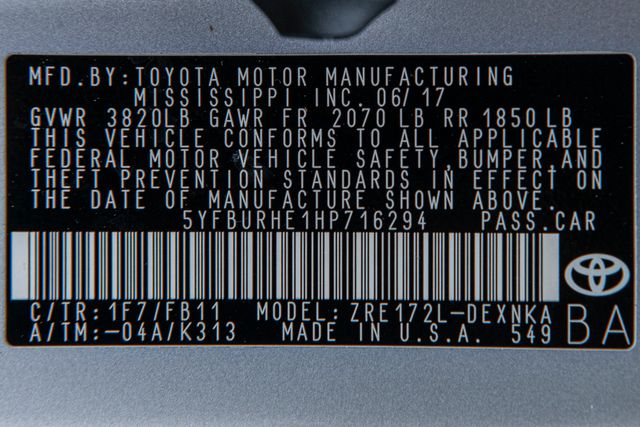 MFD. BY: TOYOTA MOTOR MANUFACTURING
MISSISSIPPI INC. 06/17
GVWR 3820LB GAWR FR 2070 LB RR 1850 LB
THIS VEHICLE CONFORMS TO ALL APPLICABLE
FEDERAL MOTOR VEHICLE SAFETY, BUMPER, AND
THEFT PREVENTION STANDARDS IN EFFECT ON
THE DATE OF MANUFACTURE SHOWN ABOVE.
5YFBURHE1HP716294 PASS. CAR
C/TR: 1F7/FB11 MODEL: ZRE172L-DEXNKA
A/TM: -04A/K313 MADE IN U.S.A. 549
BA